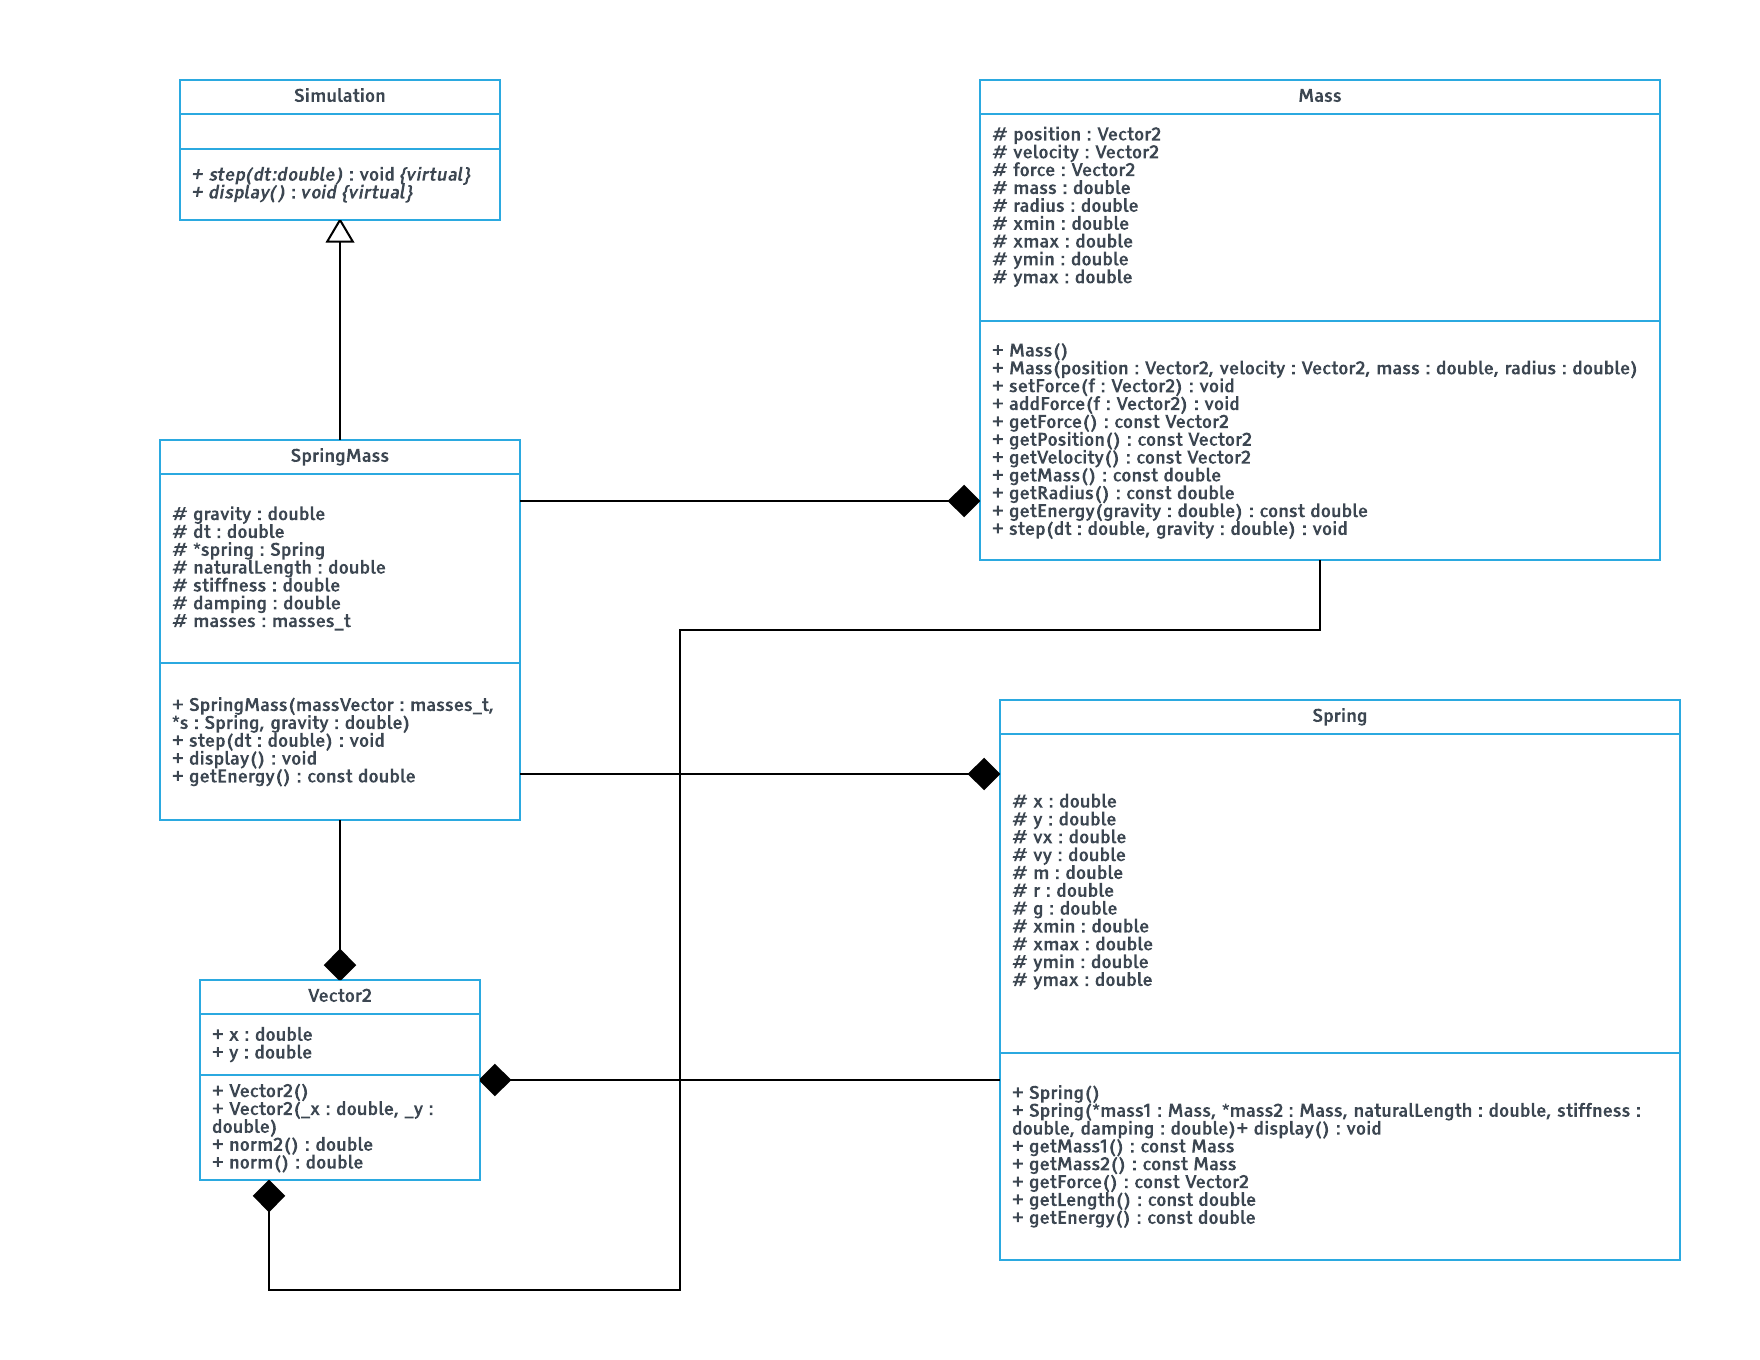 Simulation
+ step(dt:double) : void {virtual}
+ display() : void {virtual}
Mass
# position : Vector2
# velocity : Vector2
# force : Vector2
# mass : double
# radius : double
# xmin : double
# xmax : double
# ymin : double
# ymax : double
+ Mass()
+ Mass(position : Vector2, velocity : Vector2, mass : double, radius : double)
+ setForce(f : Vector2) : void
+ addForce(f : Vector2) : void
+ getForce() : const Vector2
+ getPosition() : const Vector2
+ getVelocity() : const Vector2
+ getMass() : const double
+ getRadius() : const double
+ getEnergy(gravity : double) : const double
+ step(dt : double, gravity : double) : void
SpringMass
# gravity : double
# dt : double
# *spring : Spring
# naturalLength : double
# stiffness : double
# damping : double
# masses : masses_t
+ SpringMass(massVector : masses_t,
*s : Spring, gravity : double)
+ step(dt : double) : void
+ display() : void
+ getEnergy() : const double
Spring
# x : double
# y : double
# vx : double
# vy : double
# m : double
# r : double
# g : double
# xmin : double
# xmax : double
# ymin : double
# ymax : double
+ Spring()
+ Spring(*mass1 : Mass, *mass2 : Mass, naturalLength : double, stiffness :
double, damping : double)+ display() : void
+ getMass1() : const Mass
+ getMass2() : const Mass
+ getForce() : const Vector2
+ getLength() : const double
+ getEnergy() : const double
Vector2
+ x : double
+ y : double
+ Vector2()
+ Vector2(_x : double, _y :
double)
+ norm2() : double
+ norm() : double